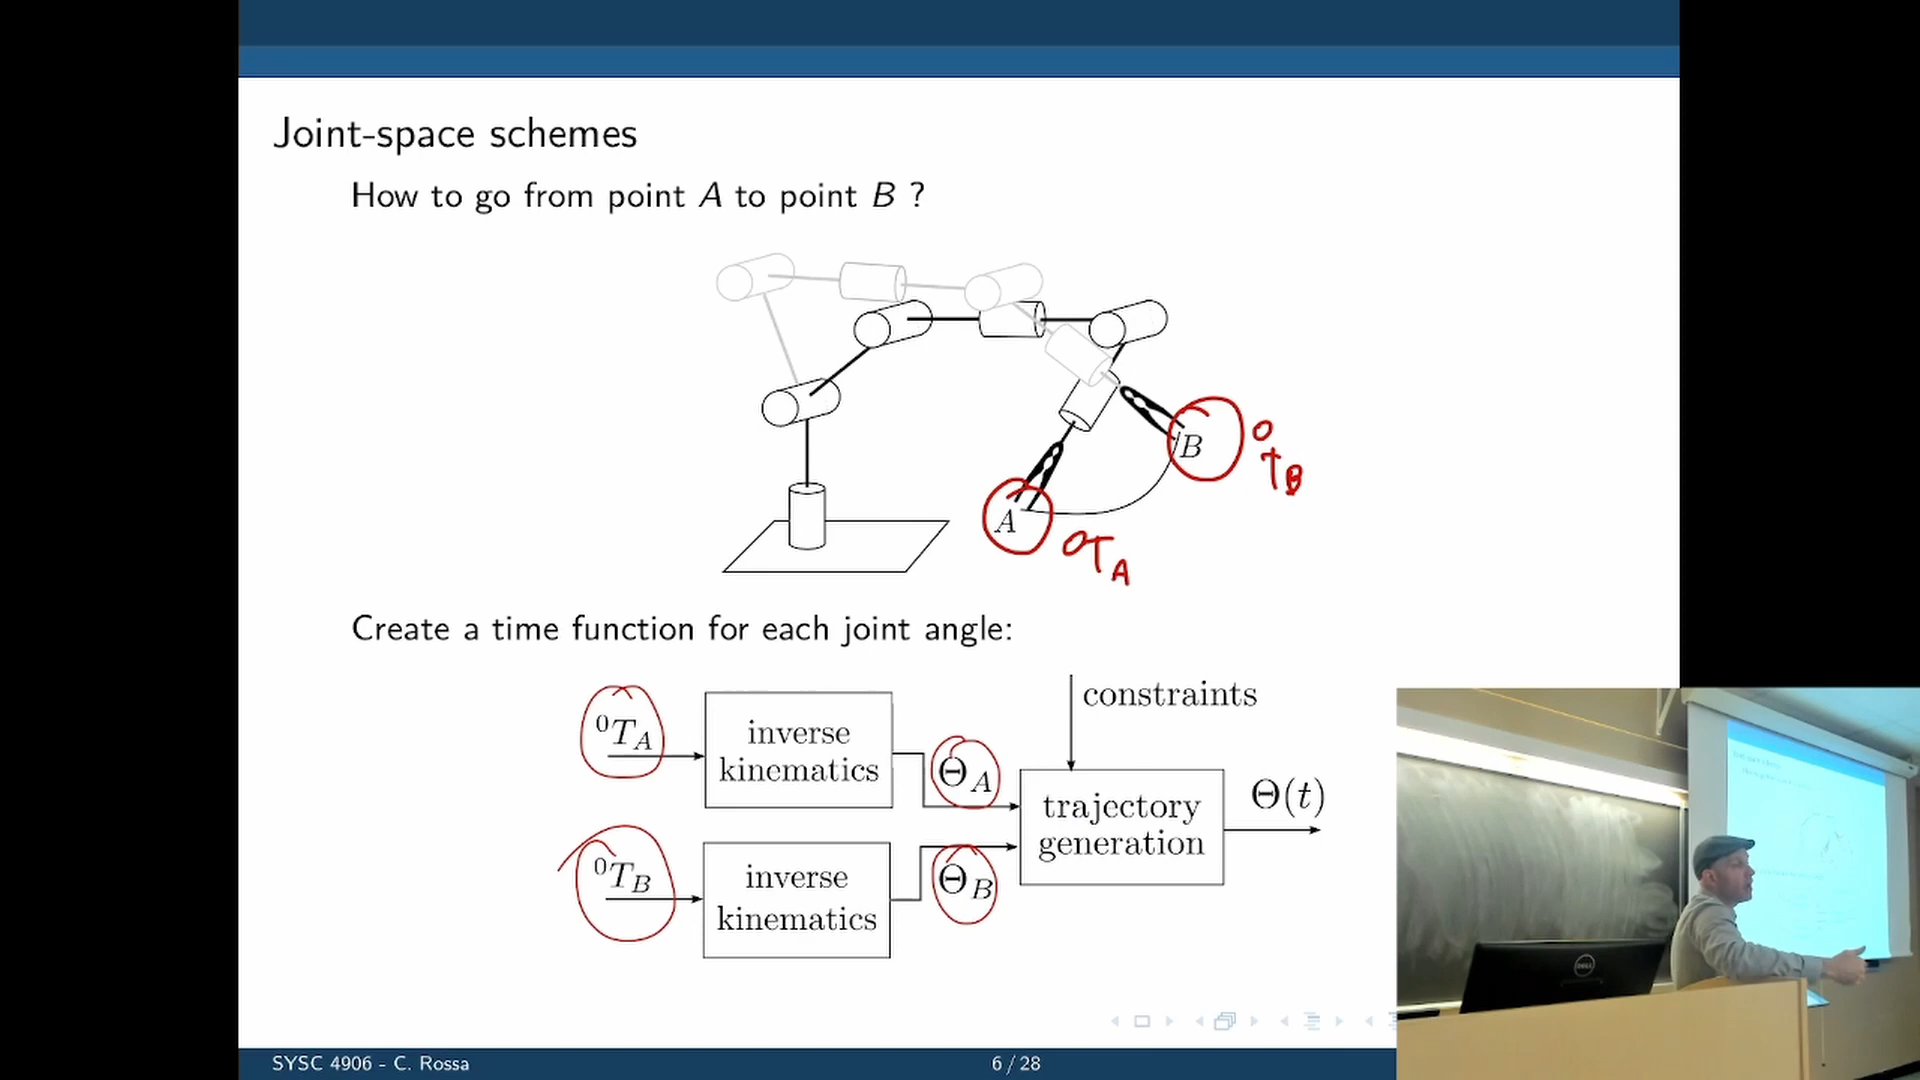 Joint-space schemes
How to go from point A to point B ?
B
⁰T_B
A
⁰T_A
Create a time function for each joint angle:
constraints
⁰T_A
inverse
kinematics
Θ_A
trajectory
generation
Θ(t)
⁰T_B
inverse
kinematics
Θ_B
DELL
SYSC 4906 - C. Rossa
6 / 28